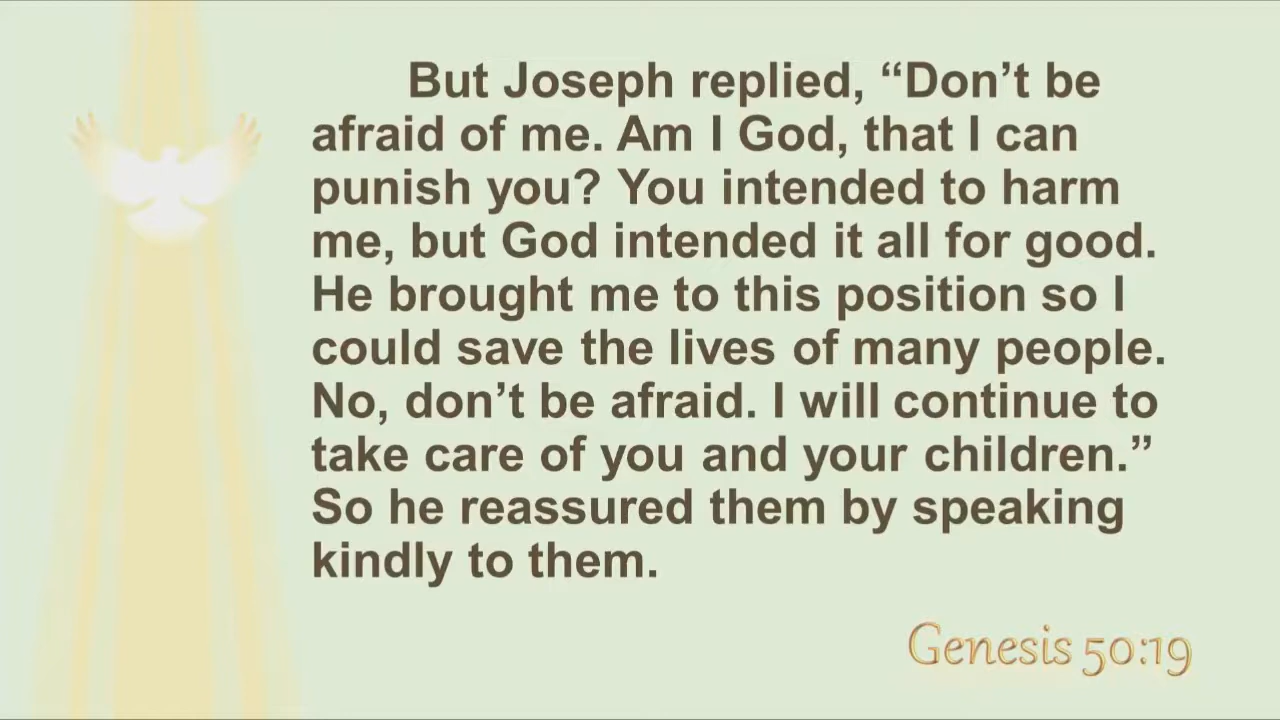 But Joseph replied, “Don’t be
afraid of me. Am I God, that I can
punish you? You intended to harm
me, but God intended it all for good.
He brought me to this position so I
could save the lives of many people.
No, don’t be afraid. I will continue to
take care of you and your children.”
So he reassured them by speaking
kindly to them.
Genesis 50:19